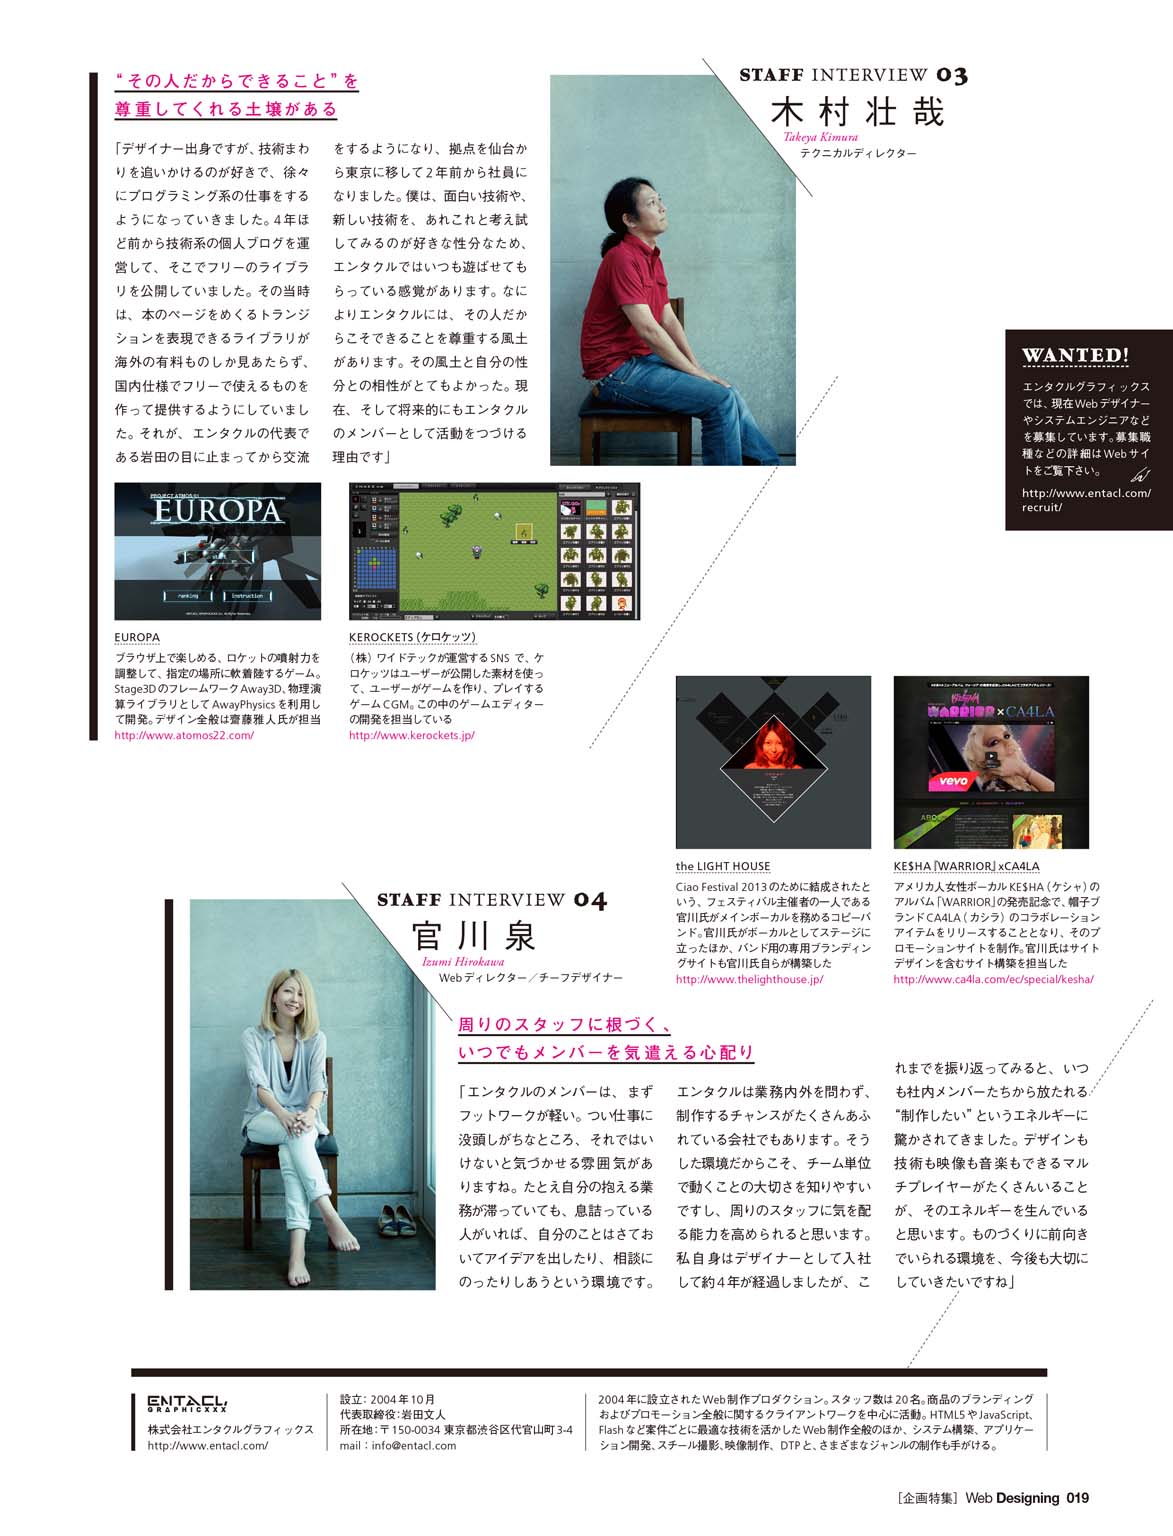 “その人だからできること”を
尊重してくれる土壌がある
「デザイナー出身ですが、技術まわ
りを追いかけるのが好きで、徐々
にプログラミング系の仕事をする
ようになっていきました。4年ほ
ど前から技術系の個人ブログを運
営して、そこでフリーのライブラ
リを公開していました。その当時
は、本のページをめくるトランジ
ションを表現できるライブラリが
海外の有料ものしか見あたらず、
国内仕様でフリーで使えるものを
作って提供するようにしていまし
た。それが、エンタクルの代表で
ある岩田の目に止まってから交流
をするようになり、拠点を仙台か
ら東京に移して2年前から社員に
なりました。僕は、面白い技術や、
新しい技術を、あれこれと考え試
してみるのが好きな性分なため、
エンタクルではいつも遊ばせても
らっている感覚があります。なに
よりエンタクルには、その人だか
らこそできることを尊重する風土
があります。その風土と自分の性
分との相性がとてもよかった。現
在、そして将来的にもエンタクル
のメンバーとして活動をつづける
理由です」
STAFF INTERVIEW 03
木村壮哉
Takeya Kimura
テクニカルディレクター
WANTED!
エンタクルグラフィックス
では、現在Webデザイナー
やシステムエンジニアなど
を募集しています。募集職
種などの詳細はWebサイ
トをご覧下さい。
http://www.entacl.com/
recruit/
PROJECT ATMOS 01
EUROPA
start
ranking
instruction
EUROPA
ブラウザ上で楽しめる、ロケットの噴射力を
調整して、指定の場所に軟着陸するゲーム。
Stage3DのフレームワークAway3D、物理演
算ライブラリとしてAwayPhysicsを利用し
て開発。デザイン全般は齋藤雅人氏が担当
http://www.atomos22.com/
KEROCKETS（ケロケッツ）
（株）ワイドテックが運営するSNSで、ケ
ロケッツはユーザーが公開した素材を使っ
て、ユーザーがゲームを作り、プレイする
ゲームCGM。この中のゲームエディター
の開発を担当している
http://www.kerockets.jp/
WARRIOR×CA4LA
vevo
the LIGHT HOUSE
Ciao Festival 2013のために結成されたと
いう、フェスティバル主催者の一人である
官川氏がメインボーカルを務めるコピーバ
ンド。官川氏がボーカルとしてステージに
立ったほか、バンド用の専用ブランディン
グサイトも官川氏自らが構築した
http://www.thelighthouse.jp/
KE$HA『WARRIOR』xCA4LA
アメリカ人女性ボーカルKE$HA（ケシャ）の
アルバム「WARRIOR」の発売記念で、帽子ブ
ランドCA4LA（カシラ）のコラボレーション
アイテムをリリースすることとなり、そのプ
ロモーションサイトを制作。官川氏はサイト
デザインを含むサイト構築を担当した
http://www.ca4la.com/ec/special/kesha/
STAFF INTERVIEW 04
官川泉
Izumi Hirokawa
Webディレクター／チーフデザイナー
周りのスタッフに根づく、
いつでもメンバーを気遣える心配り
「エンタクルのメンバーは、まず
フットワークが軽い。つい仕事に
没頭しがちなところ、それではい
けないと気づかせる雰囲気があ
りますね。たとえ自分の抱える業
務が滞っていても、息詰っている
人がいれば、自分のことはさてお
いてアイデアを出したり、相談に
のったりしあうという環境です。
エンタクルは業務内外を問わず、
制作するチャンスがたくさんあふ
れている会社でもあります。そう
した環境だからこそ、チーム単位
で動くことの大切さを知りやすい
ですし、周りのスタッフに気を配
る能力を高められると思います。
私自身はデザイナーとして入社
して約4年が経過しましたが、こ
れまでを振り返ってみると、いつ
も社内メンバーたちから放たれる
“制作したい”というエネルギーに
驚かされてきました。デザインも
技術も映像も音楽もできるマル
チプレイヤーがたくさんいること
が、そのエネルギーを生んでいる
と思います。ものづくりに前向き
でいられる環境を、今後も大切に
していきたいですね」
ENTACL
GRAPHICXXX
株式会社エンタクルグラフィックス
http://www.entacl.com/
設立：2004年10月
代表取締役：岩田文人
所在地：〒150-0034 東京都渋谷区代官山町3-4
mail：info@entacl.com
2004年に設立されたWeb制作プロダクション。スタッフ数は20名。商品のブランディング
およびプロモーション全般に関するクライアントワークを中心に活動。HTML5やJavaScript、
Flashなど案件ごとに最適な技術を活かしたWeb制作全般のほか、システム構築、アプリケー
ション開発、スチール撮影、映像制作、DTPと、さまざまなジャンルの制作も手がける。
［企画特集］ Web Designing 019